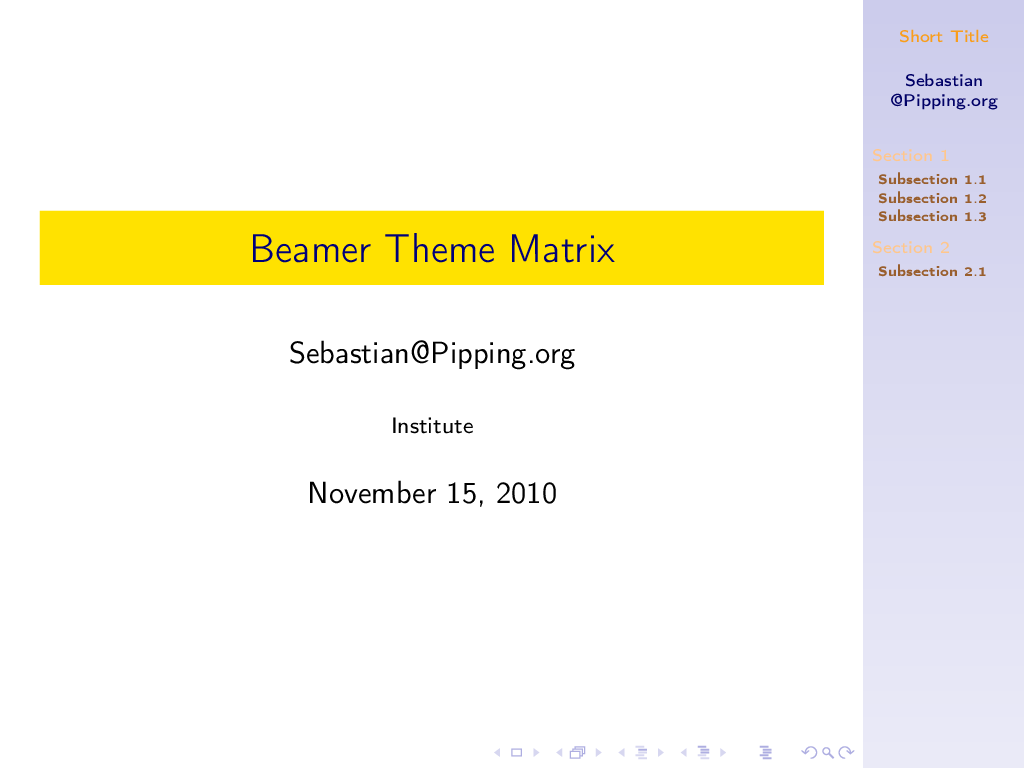 Beamer Theme Matrix
Sebastian@Pipping.org
Institute
November 15, 2010
Short Title
Sebastian
@Pipping.org
Section 1
Subsection 1.1
Subsection 1.2
Subsection 1.3
Section 2
Subsection 2.1